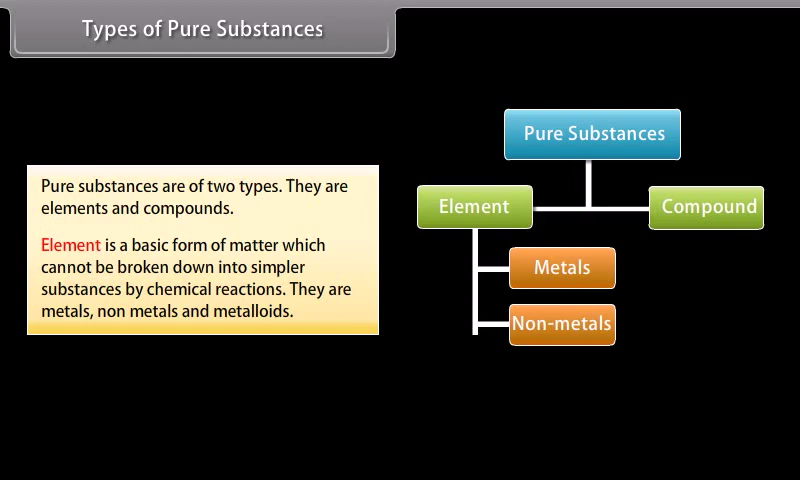 Types of Pure Substances
Pure substances are of two types. They are
elements and compounds.
Element is a basic form of matter which
cannot be broken down into simpler
substances by chemical reactions. They are
metals, non metals and metalloids.
Pure Substances
Element
Compound
Metals
Non-metals